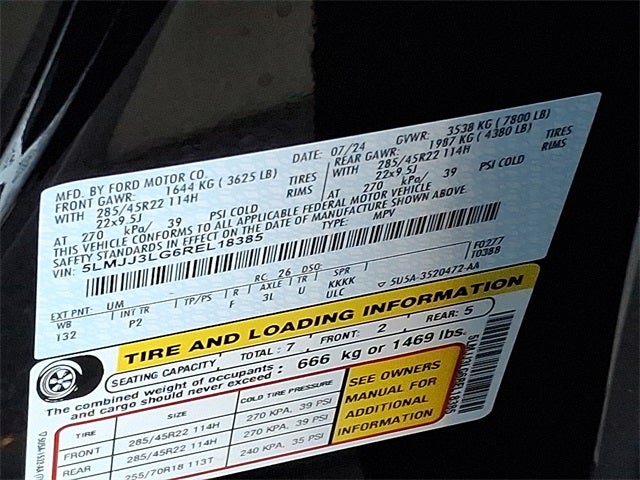 MFD. BY FORD MOTOR CO.
DATE: 07/24 GVWR: 3538 KG ( 7800 LB)
FRONT GAWR: 1644 KG ( 3625 LB) REAR GAWR: 1987 KG ( 4380 LB)
WITH 285/45R22 114H TIRES WITH 285/45R22 114H TIRES
22x9.5J RIMS 22x9.5J RIMS
AT 270 kPa/ 39 PSI COLD AT 270 kPa/ 39 PSI COLD
THIS VEHICLE CONFORMS TO ALL APPLICABLE FEDERAL MOTOR VEHICLE
SAFETY STANDARDS IN EFFECT ON THE DATE OF MANUFACTURE SHOWN ABOVE.
VIN: 5LMJJ3LG6REL18385 TYPE: MPV
F0277
T0388
EXT PNT: UM RC: 26 DSO:
WB INT TR TP/PS R AXLE TR SPR
132 P2 F 3L U KKKK
ULC ▽ 5U5A-3520472-AA
TIRE AND LOADING INFORMATION
SEATING CAPACITY TOTAL: 7 FRONT: 2 REAR: 5
The combined weight of occupants
and cargo should never exceed : 666 kg or 1469 lbs.
TIRE SIZE COLD TIRE PRESSURE
FRONT 285/45R22 114H 270 KPA, 39 PSI
REAR 285/45R22 114H 270 KPA, 39 PSI
255/70R18 113T 240 KPA, 35 PSI
SEE OWNERS
MANUAL FOR
ADDITIONAL
INFORMATION